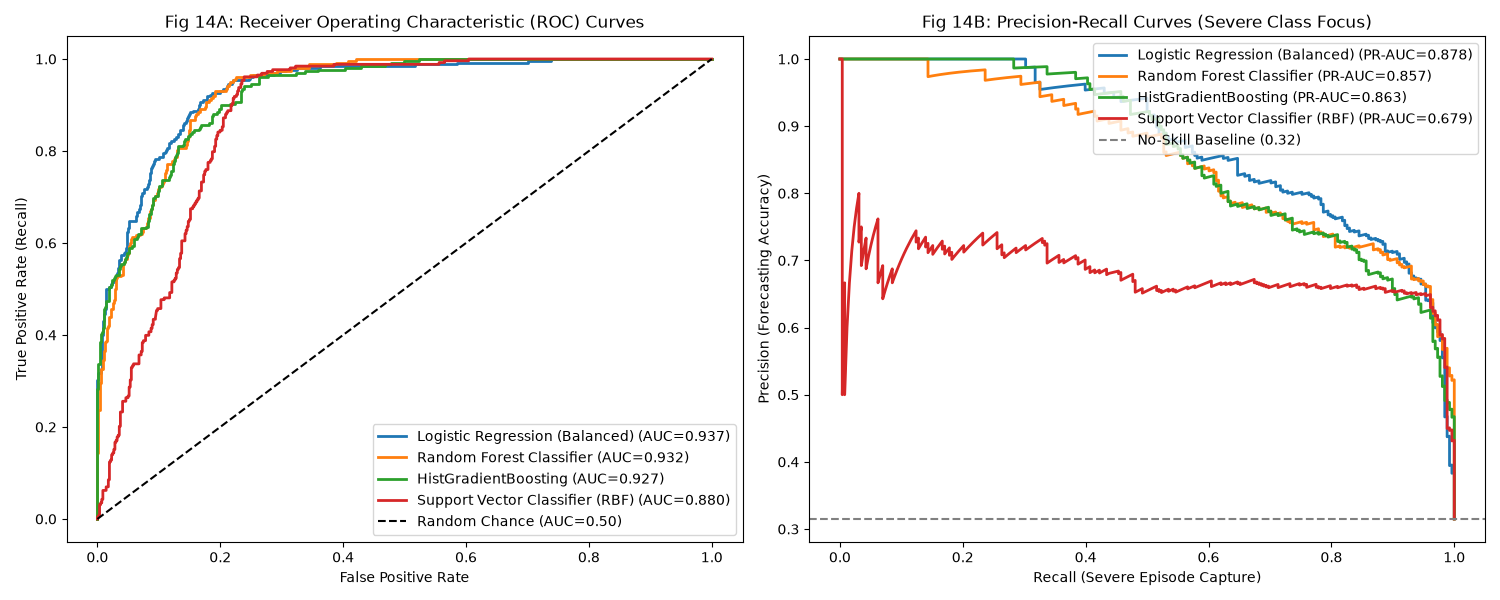 Fig 14A: Receiver Operating Characteristic (ROC) Curves
True Positive Rate (Recall)
1.0
0.8
0.6
0.4
0.2
0.0
Logistic Regression (Balanced) (AUC=0.937)
Random Forest Classifier (AUC=0.932)
HistGradientBoosting (AUC=0.927)
Support Vector Classifier (RBF) (AUC=0.880)
Random Chance (AUC=0.50)
0.0 0.2 0.4 0.6 0.8 1.0
False Positive Rate
Fig 14B: Precision-Recall Curves (Severe Class Focus)
Precision (Forecasting Accuracy)
1.0
0.9
0.8
0.7
0.6
0.5
0.4
0.3
Logistic Regression (Balanced) (PR-AUC=0.878)
Random Forest Classifier (PR-AUC=0.857)
HistGradientBoosting (PR-AUC=0.863)
Support Vector Classifier (RBF) (PR-AUC=0.679)
No-Skill Baseline (0.32)
0.0 0.2 0.4 0.6 0.8 1.0
Recall (Severe Episode Capture)